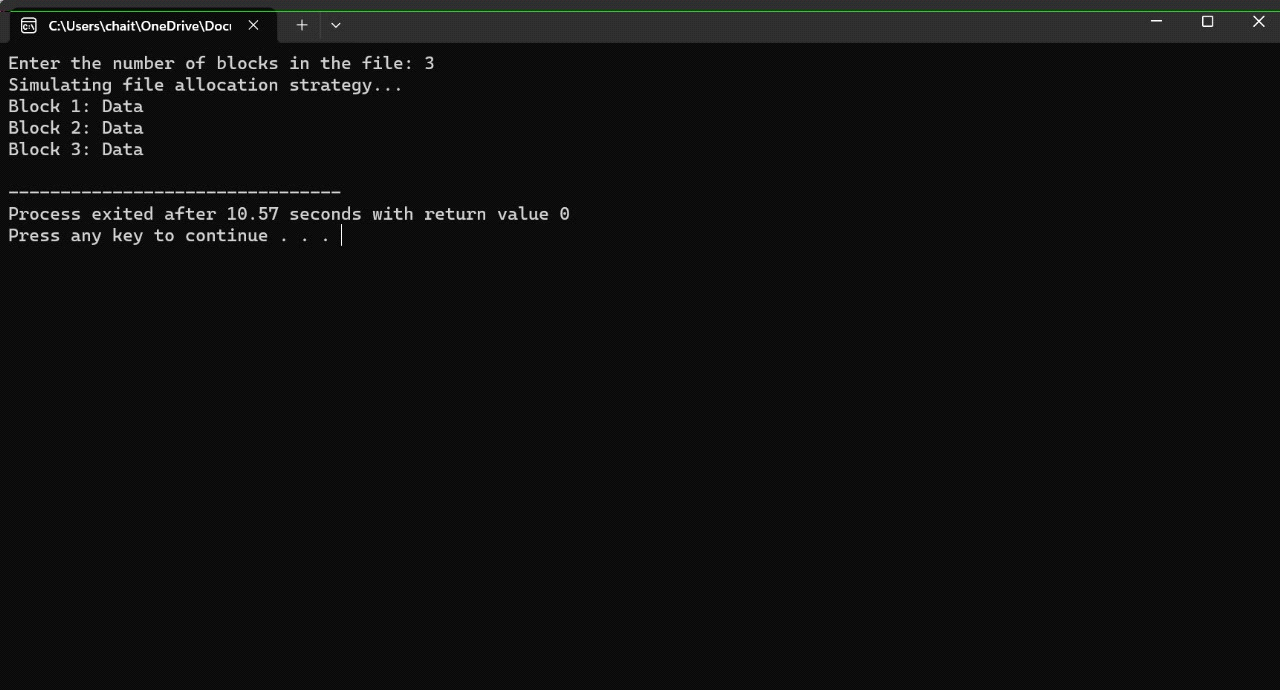 C:\Users\chait\OneDrive\Docu
Enter the number of blocks in the file: 3
Simulating file allocation strategy...
Block 1: Data
Block 2: Data
Block 3: Data
--------------------------------
Process exited after 10.57 seconds with return value 0
Press any key to continue . . .